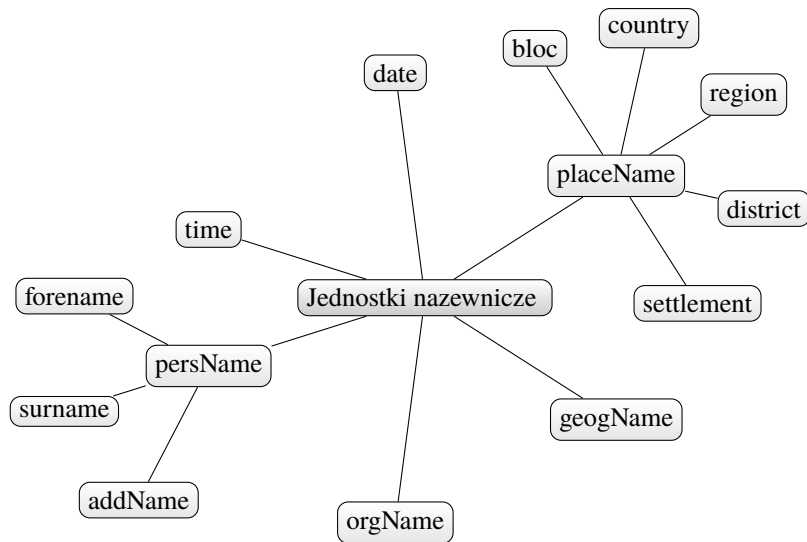 country
bloc
date
region
placeName
district
time
forename
Jednostki nazewnicze
settlement
persName
surname
geogName
addName
orgName